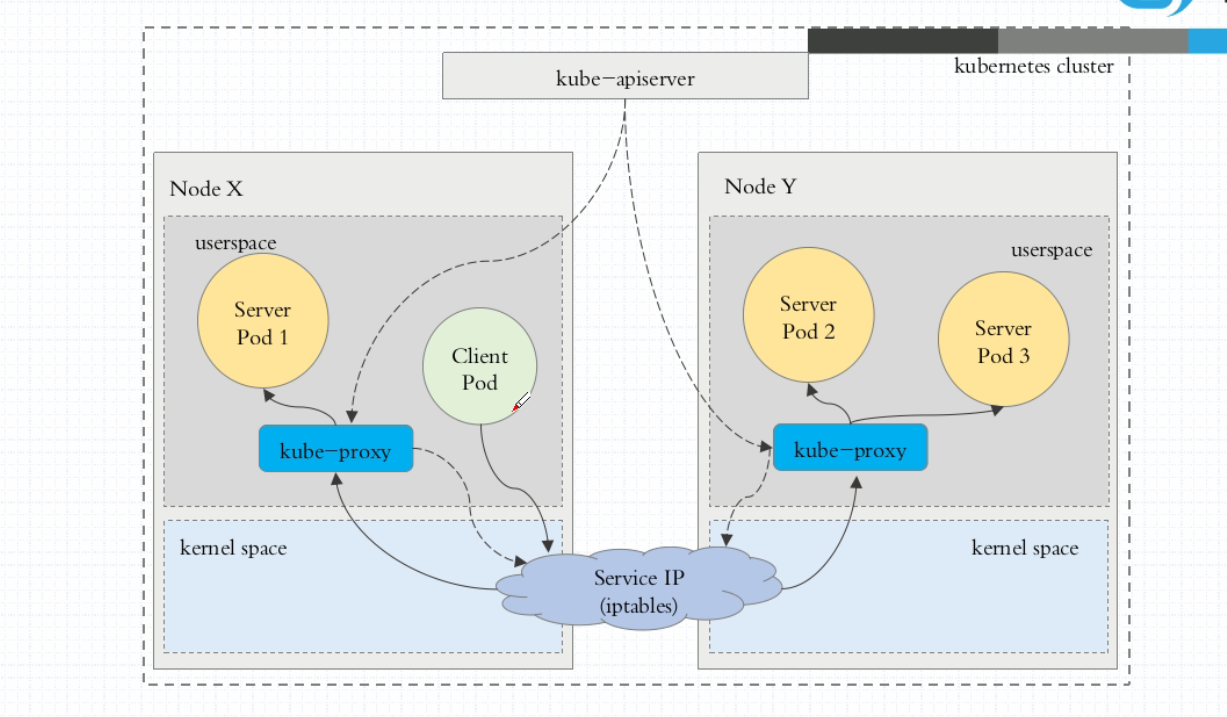 kube-apiserver
kubernetes cluster
Node X
userspace
Server
Pod 1
Client
Pod
kube-proxy
kernel space
Node Y
userspace
Server
Pod 2
Server
Pod 3
kube-proxy
kernel space
Service IP
(iptables)